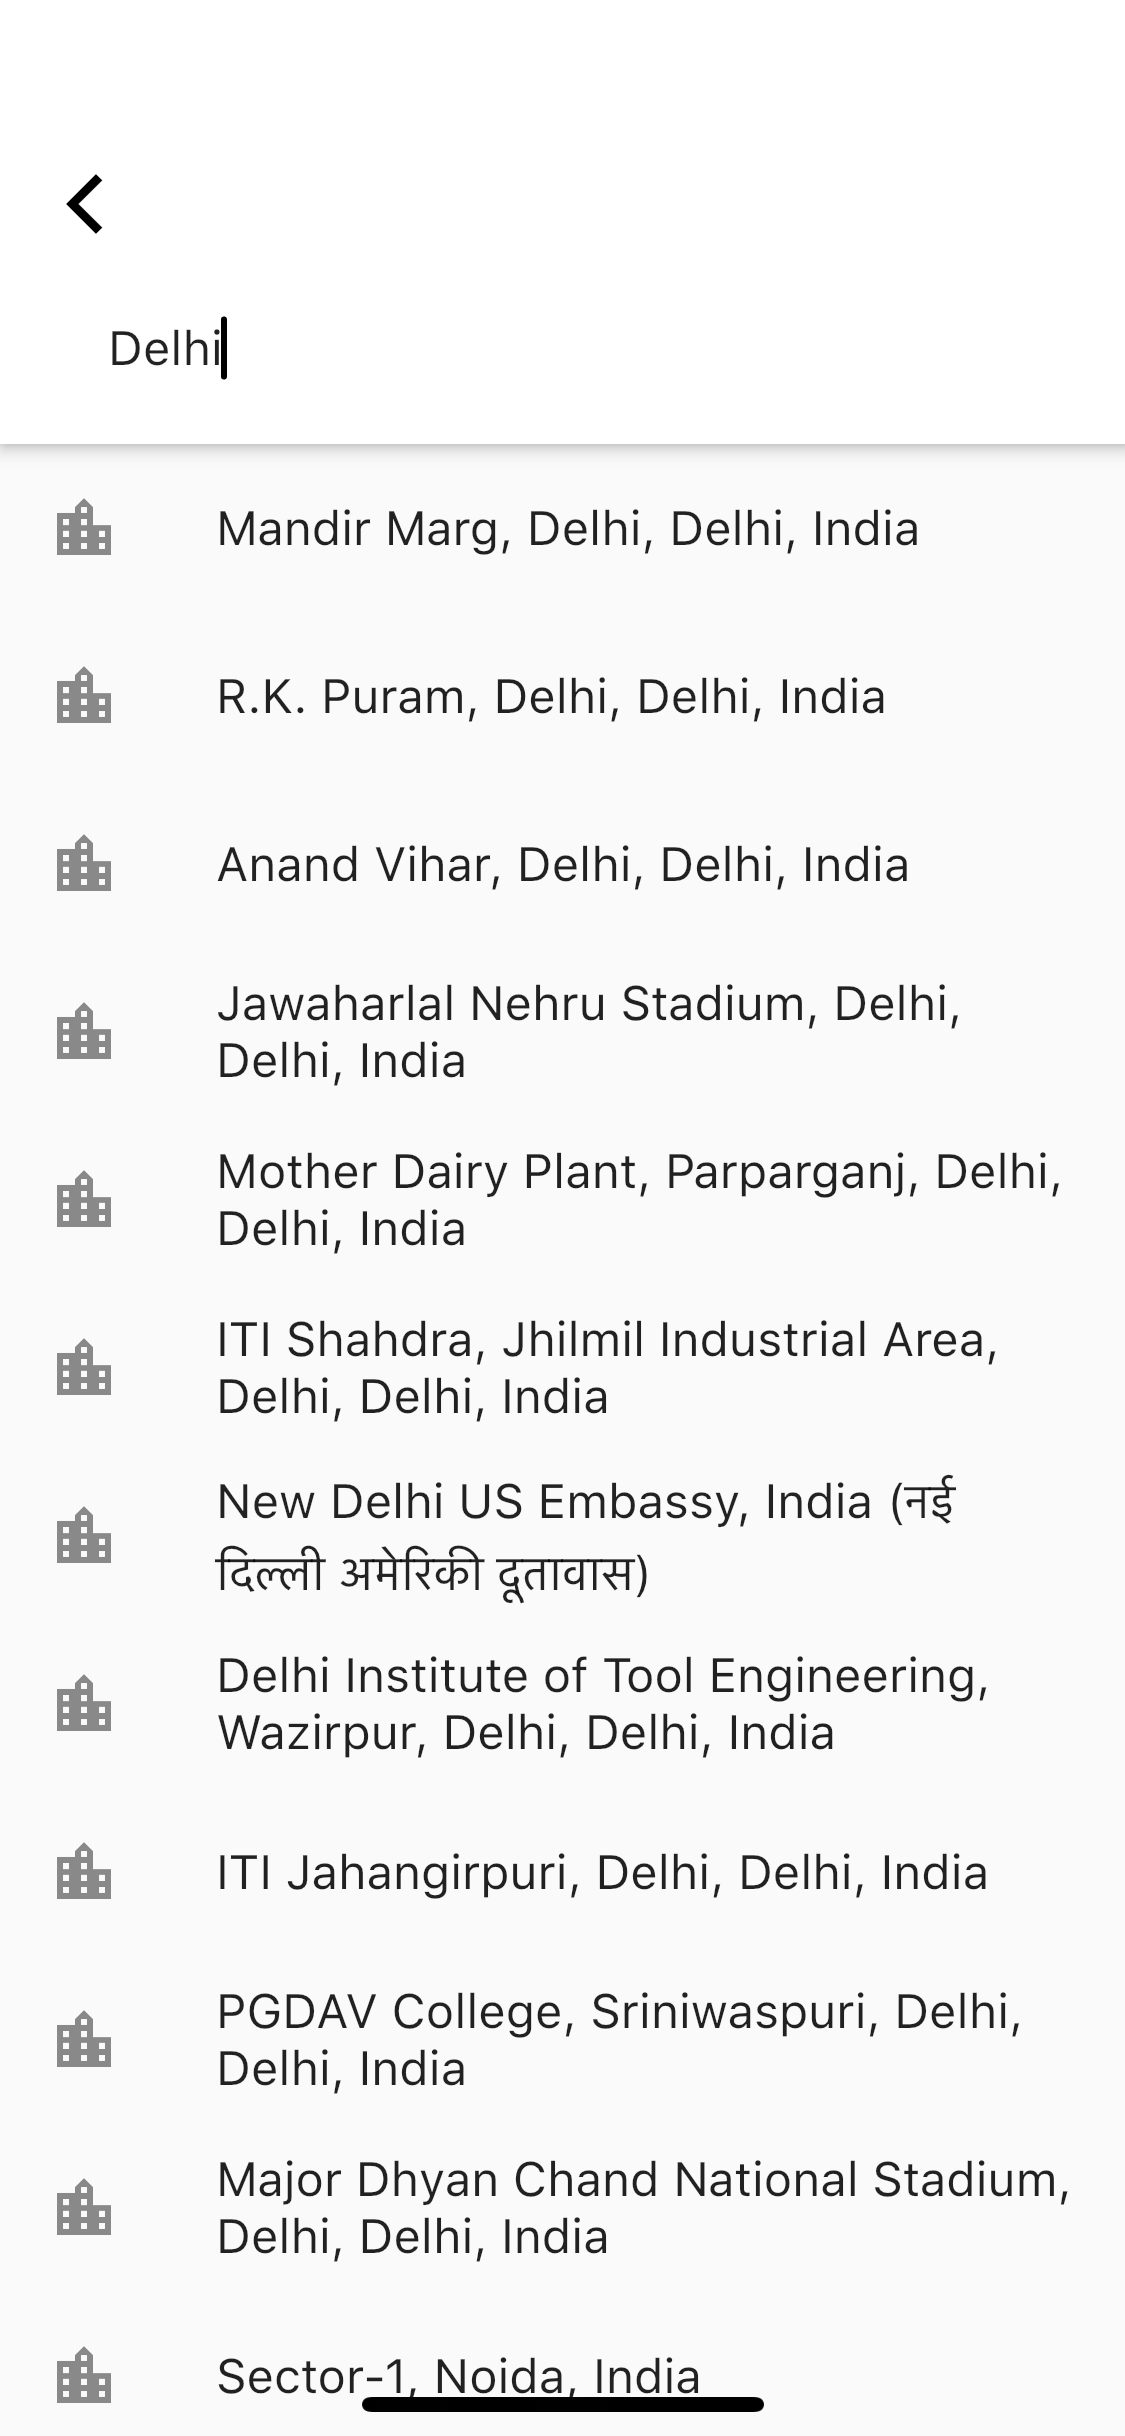 Delhi
Mandir Marg, Delhi, Delhi, India
R.K. Puram, Delhi, Delhi, India
Anand Vihar, Delhi, Delhi, India
Jawaharlal Nehru Stadium, Delhi,
Delhi, India
Mother Dairy Plant, Parparganj, Delhi,
Delhi, India
ITI Shahdra, Jhilmil Industrial Area,
Delhi, Delhi, India
New Delhi US Embassy, India (नई
दिल्ली अमेरिकी दूतावास)
Delhi Institute of Tool Engineering,
Wazirpur, Delhi, Delhi, India
ITI Jahangirpuri, Delhi, Delhi, India
PGDAV College, Sriniwaspuri, Delhi,
Delhi, India
Major Dhyan Chand National Stadium,
Delhi, Delhi, India
Sector-1, Noida, India